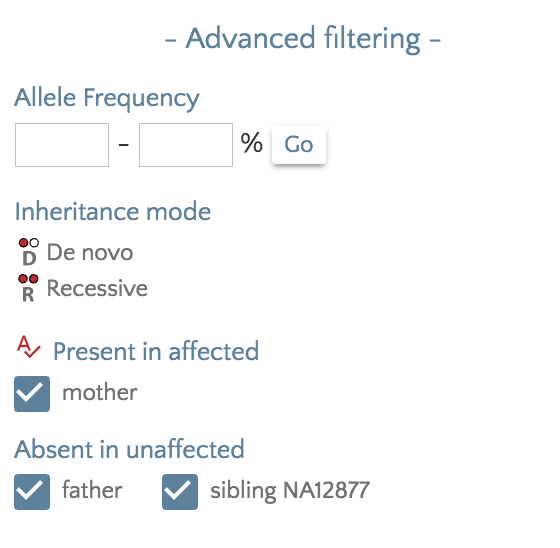 - Advanced filtering -
Allele Frequency
- % Go
Inheritance mode
D De novo
R Recessive
A Present in affected
mother
Absent in unaffected
father sibling NA12877